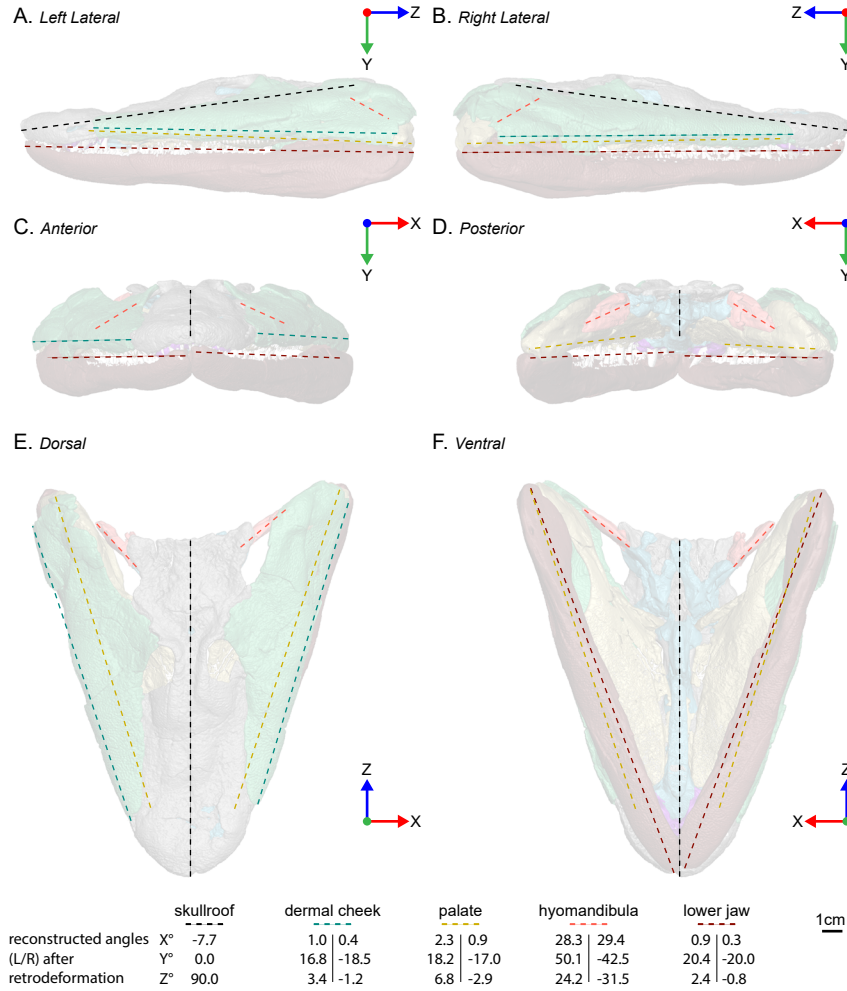 A. Left Lateral
Z
Y
B. Right Lateral
Z
Y
C. Anterior
X
Y
D. Posterior
X
Y
E. Dorsal
Z
X
F. Ventral
Z
X
skullroof dermal cheek palate hyomandibula lower jaw
1cm
reconstructed angles X° -7.7 1.0 0.4 2.3 0.9 28.3 29.4 0.9 0.3
(L/R) after Y° 0.0 16.8 -18.5 18.2 -17.0 50.1 -42.5 20.4 -20.0
retrodeformation Z° 90.0 3.4 -1.2 6.8 -2.9 24.2 -31.5 2.4 -0.8